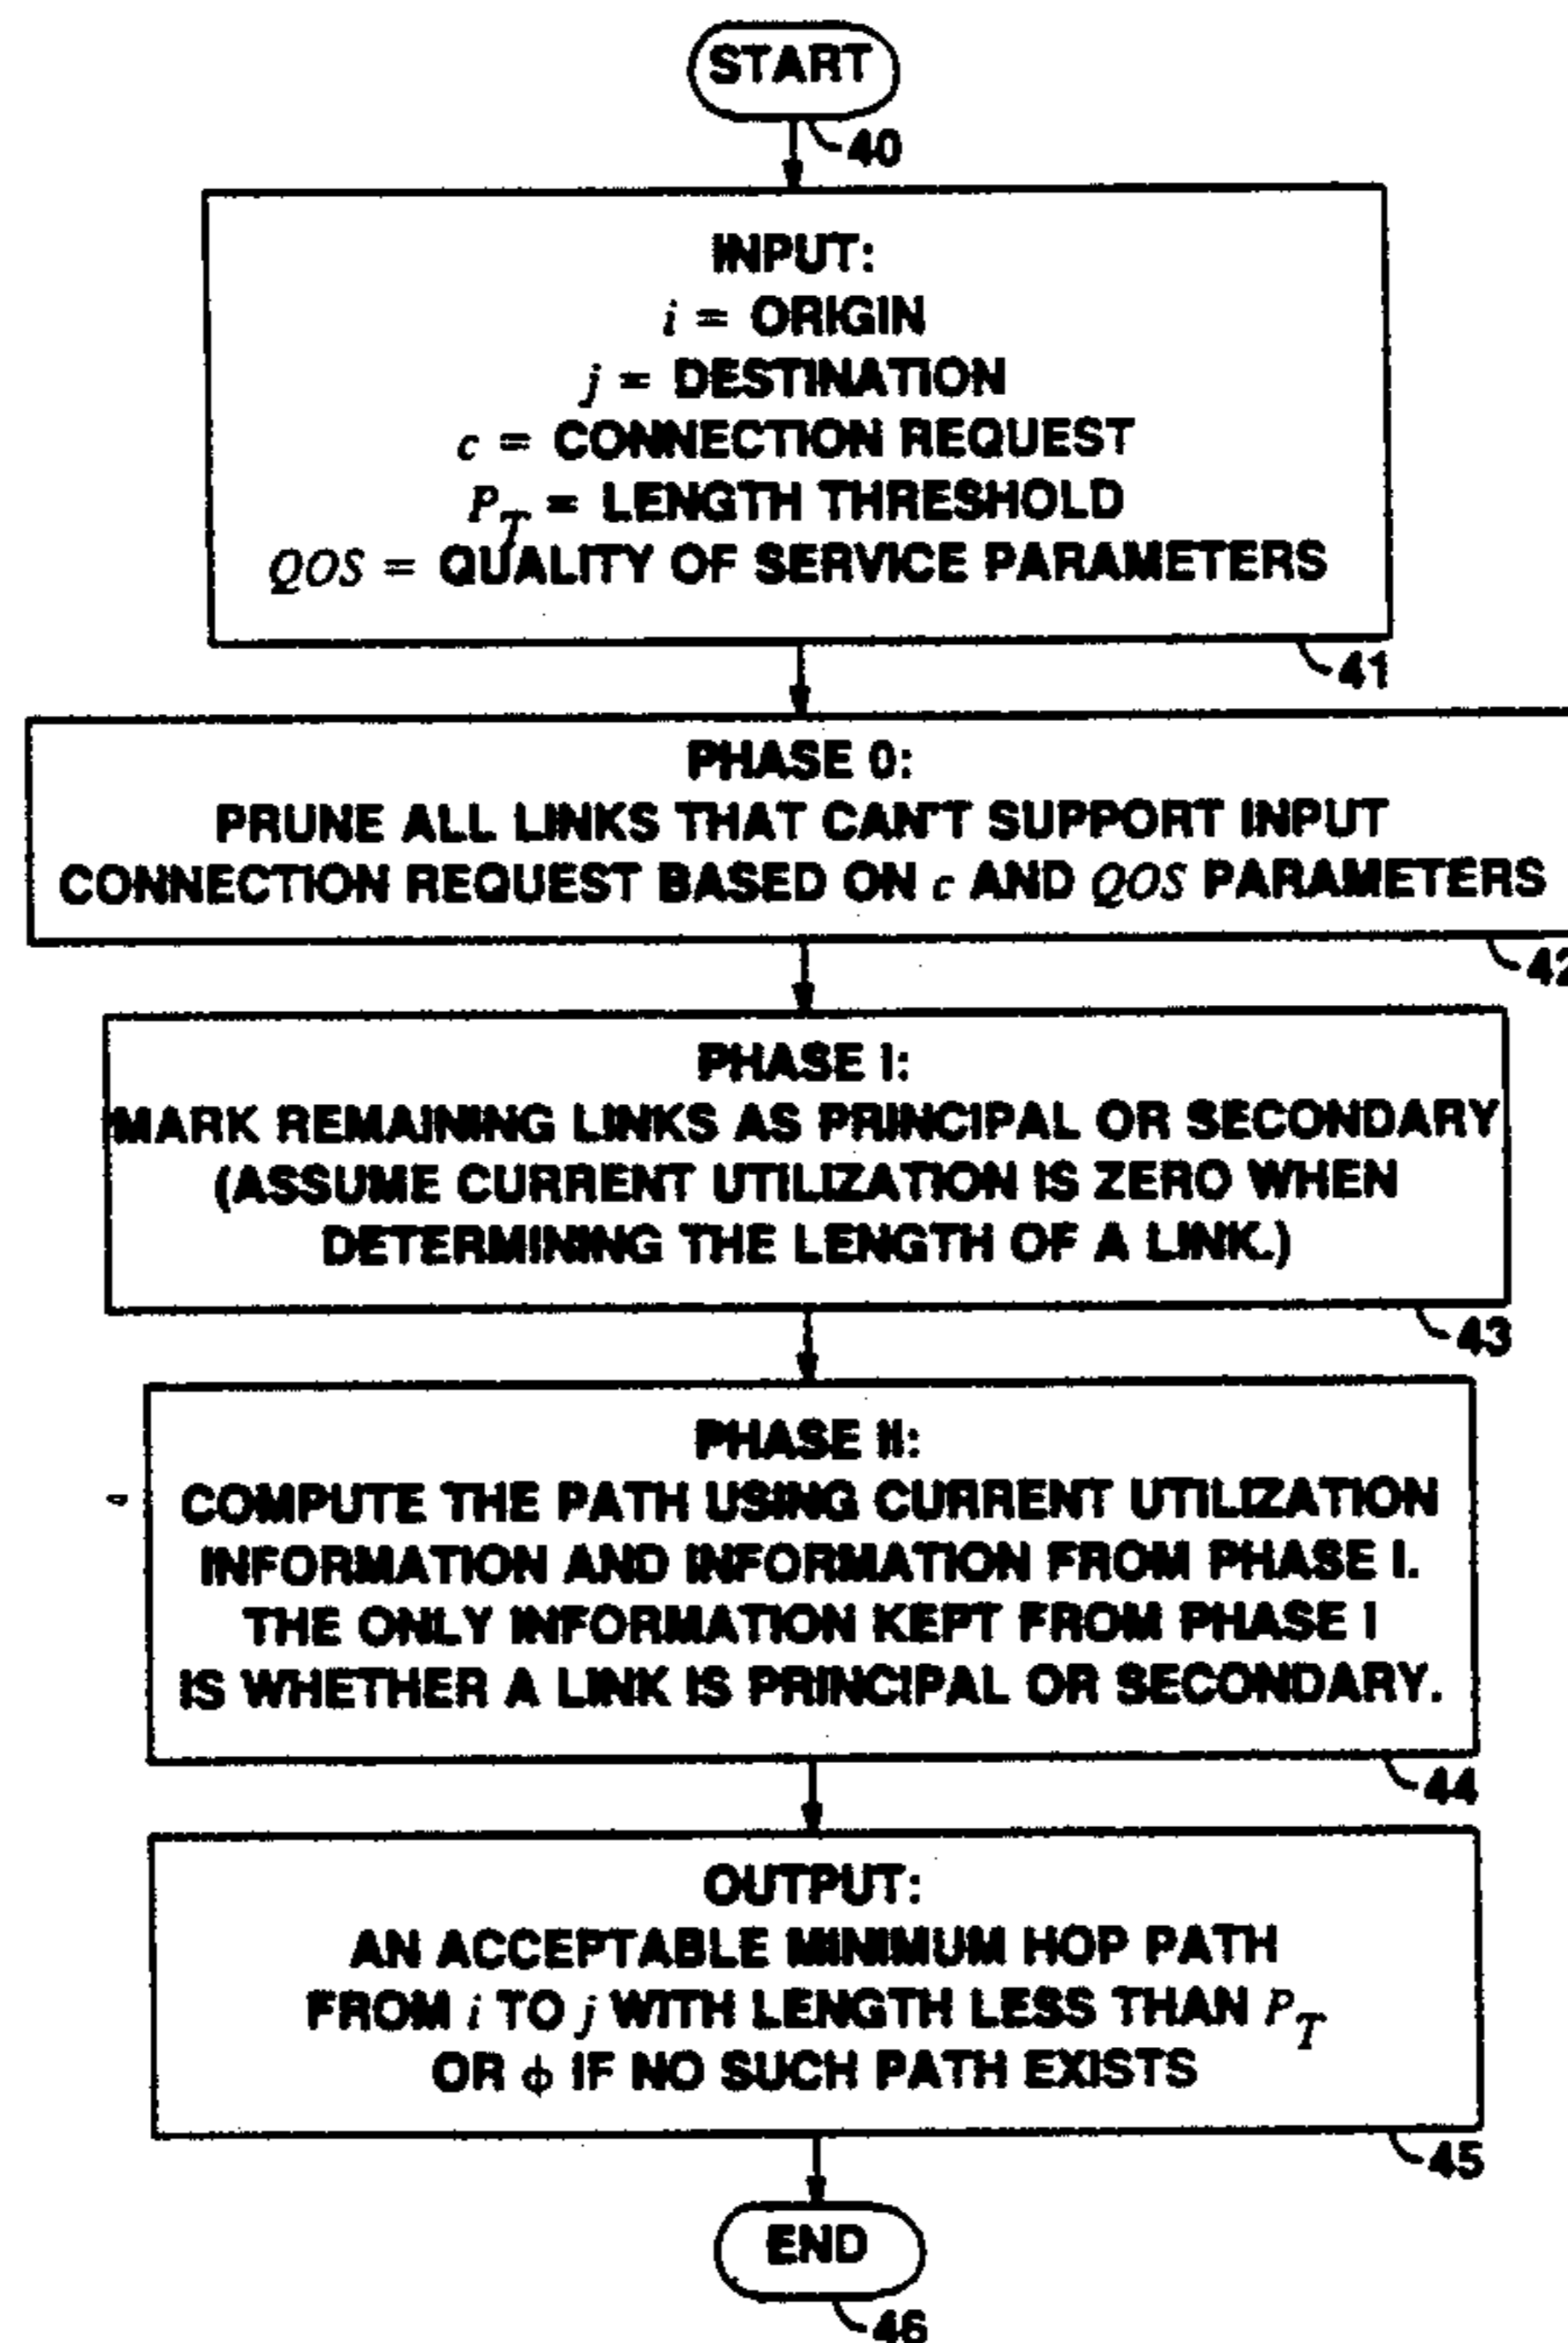 START
40
INPUT:
i = ORIGIN
j = DESTINATION
c = CONNECTION REQUEST
P_T = LENGTH THRESHOLD
QOS = QUALITY OF SERVICE PARAMETERS
41
PHASE 0:
PRUNE ALL LINKS THAT CAN'T SUPPORT INPUT
CONNECTION REQUEST BASED ON c AND QOS PARAMETERS
42
PHASE I:
MARK REMAINING LINKS AS PRINCIPAL OR SECONDARY
(ASSUME CURRENT UTILIZATION IS ZERO WHEN
DETERMINING THE LENGTH OF A LINK.)
43
PHASE II:
COMPUTE THE PATH USING CURRENT UTILIZATION
INFORMATION AND INFORMATION FROM PHASE I.
THE ONLY INFORMATION KEPT FROM PHASE I
IS WHETHER A LINK IS PRINCIPAL OR SECONDARY.
44
OUTPUT:
AN ACCEPTABLE MINIMUM HOP PATH
FROM i TO j WITH LENGTH LESS THAN P_T
OR ϕ IF NO SUCH PATH EXISTS
45
END
46